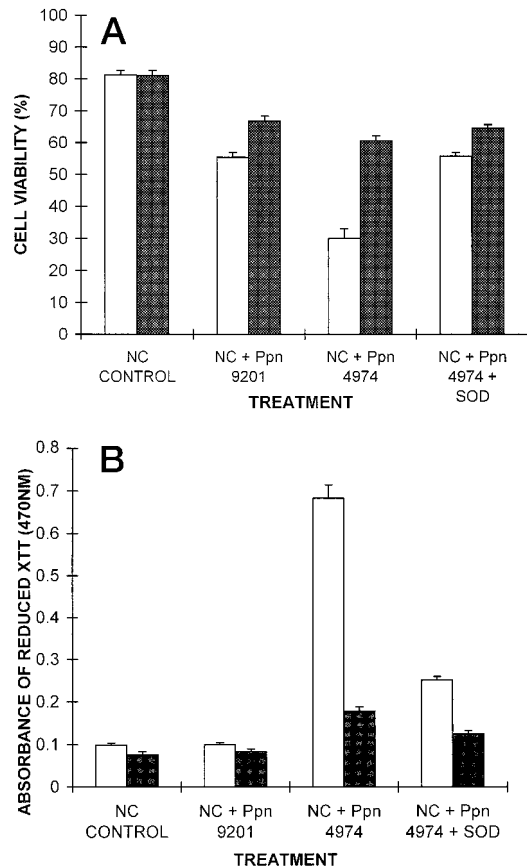 A
CELL VIABILITY (%)
100
90
80
70
60
50
40
30
20
10
0
NC
CONTROL
NC + Ppn
9201
NC + Ppn
4974
NC + Ppn
4974 +
SOD
TREATMENT
B
ABSORBANCE OF REDUCED XTT (470NM)
0.8
0.7
0.6
0.5
0.4
0.3
0.2
0.1
0
NC
CONTROL
NC + Ppn
9201
NC + Ppn
4974
NC + Ppn
4974 + SOD
TREATMENT